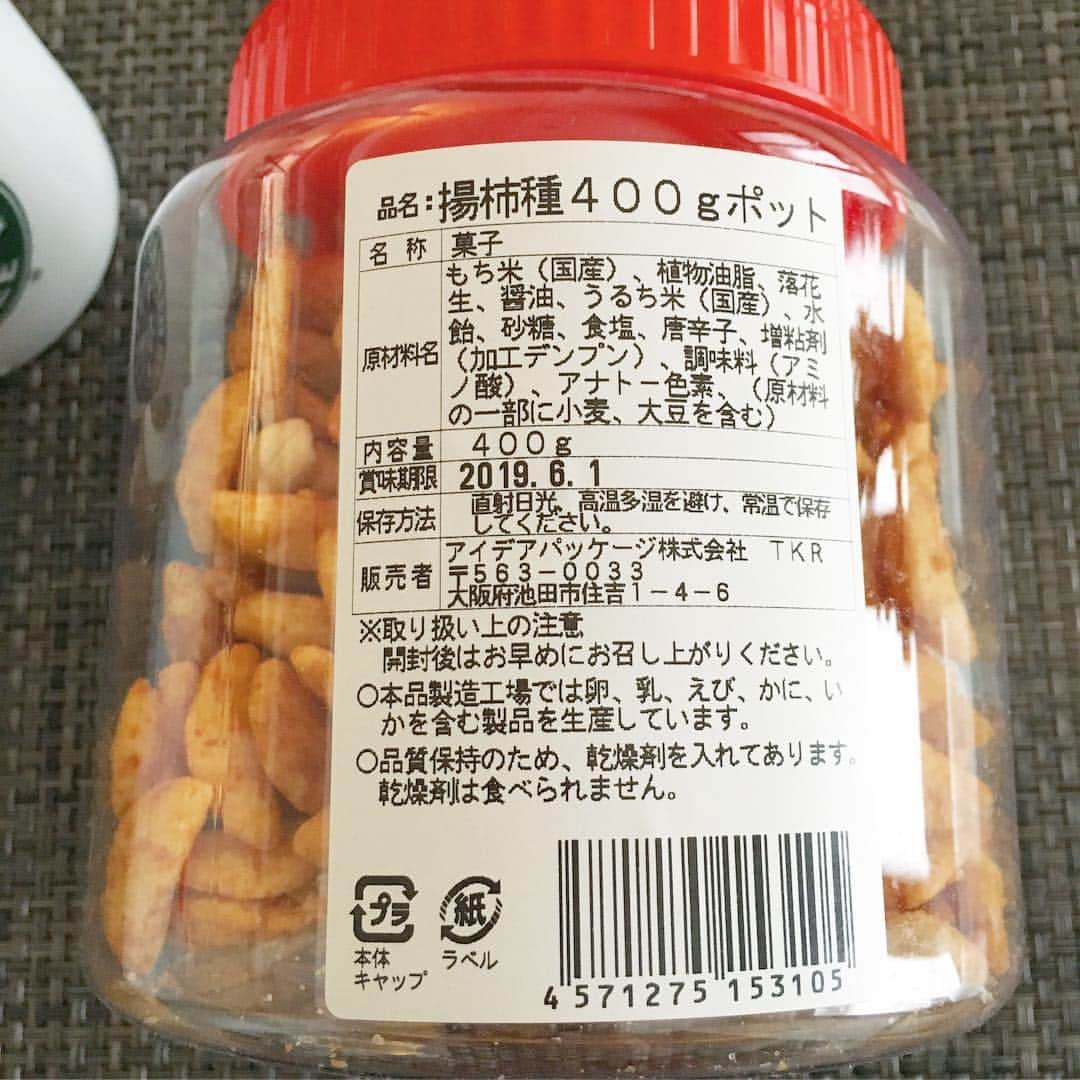 品名:揚柿種400gポット
名称 菓子
原材料名 もち米(国産)、植物油脂、落花
生、醤油、うるち米(国産)、水
飴、砂糖、食塩、唐辛子、増粘剤
(加工デンプン)、調味料(アミ
ノ酸)、アナトー色素、(原材料
の一部に小麦、大豆を含む)
内容量 400g
賞味期限 2019.6.1
保存方法 直射日光、高温多湿を避け、常温で保存
してください。
販売者 アイデアパッケージ株式会社 TKR
〒563-0033
大阪府池田市住吉1-4-6
※取り扱い上の注意
開封後はお早めにお召し上がりください。
○本品製造工場では卵、乳、えび、かに、い
かを含む製品を生産しています。
○品質保持のため、乾燥剤を入れてあります。
乾燥剤は食べられません。
プラ 紙
本体 ラベル
キャップ
4 571275 153105